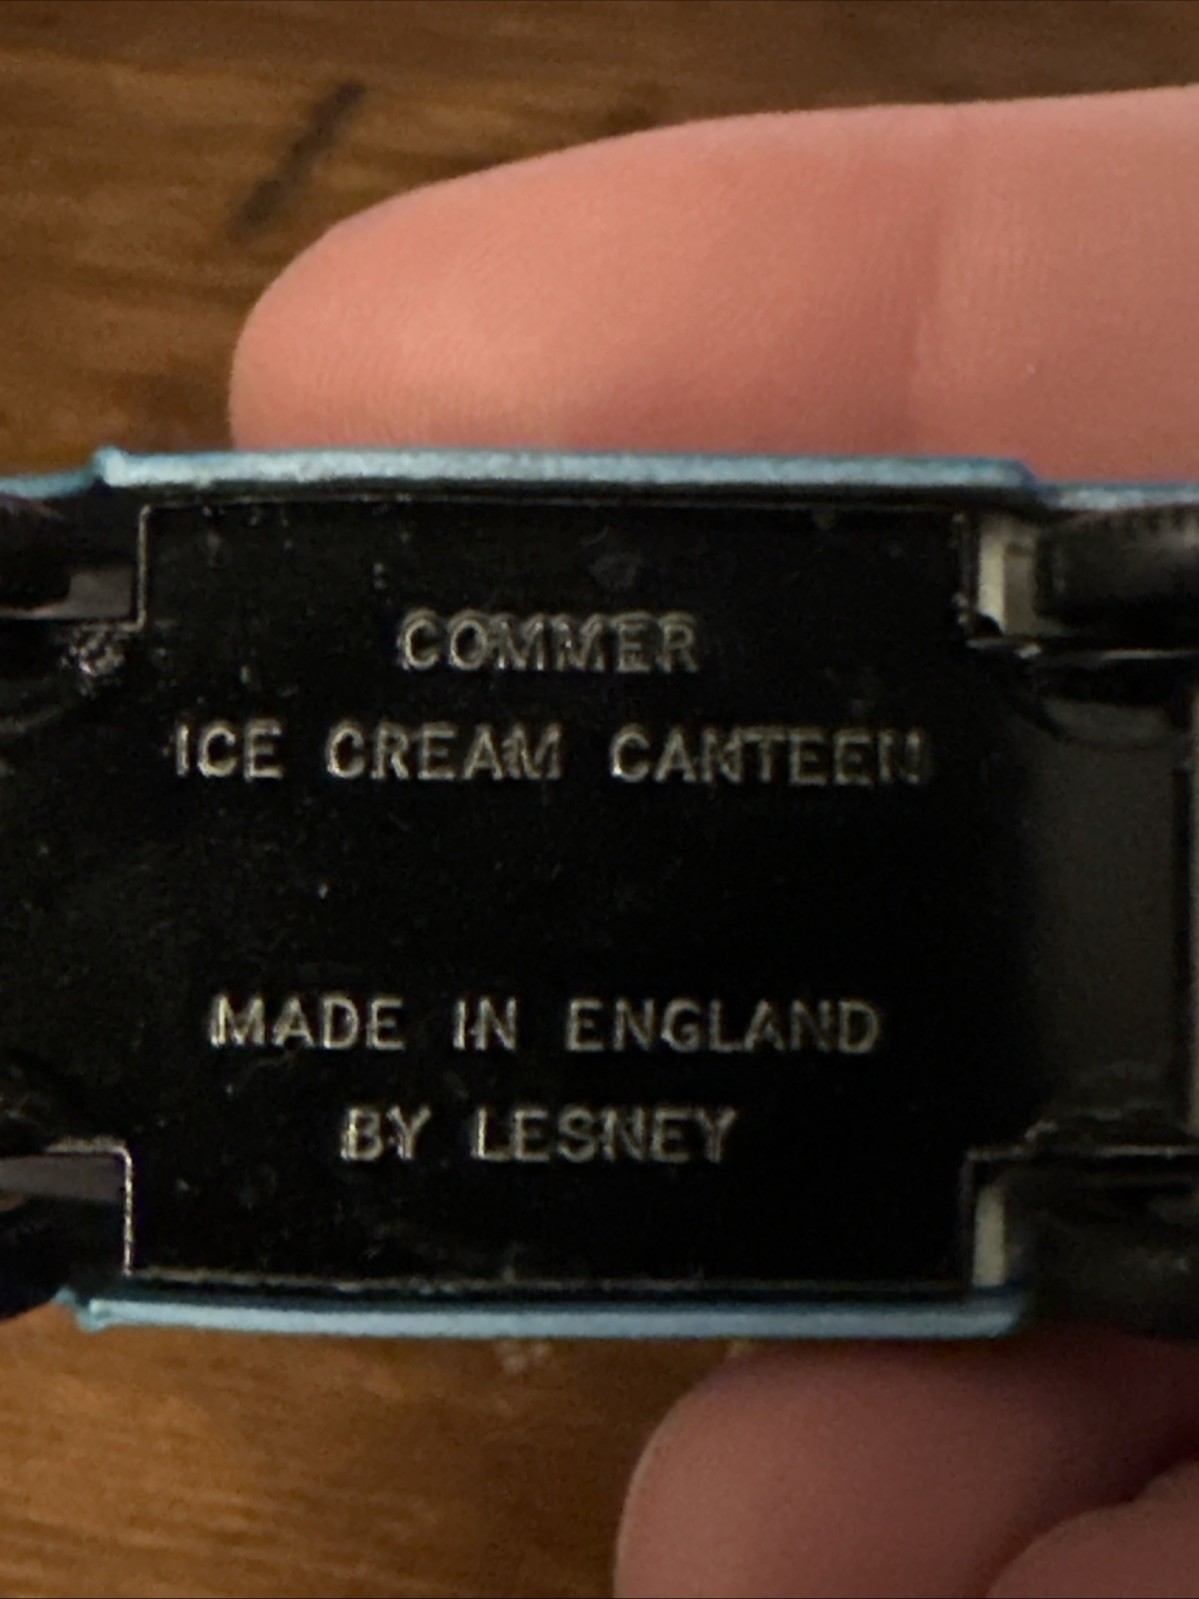 COMMER
ICE CREAM CANTEEN
MADE IN ENGLAND
BY LESNEY